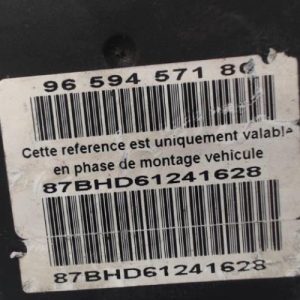 96 594 571 80
Cette reference est uniquement valable
en phase de montage vehicule
87BHD61241628
87BHD61241628